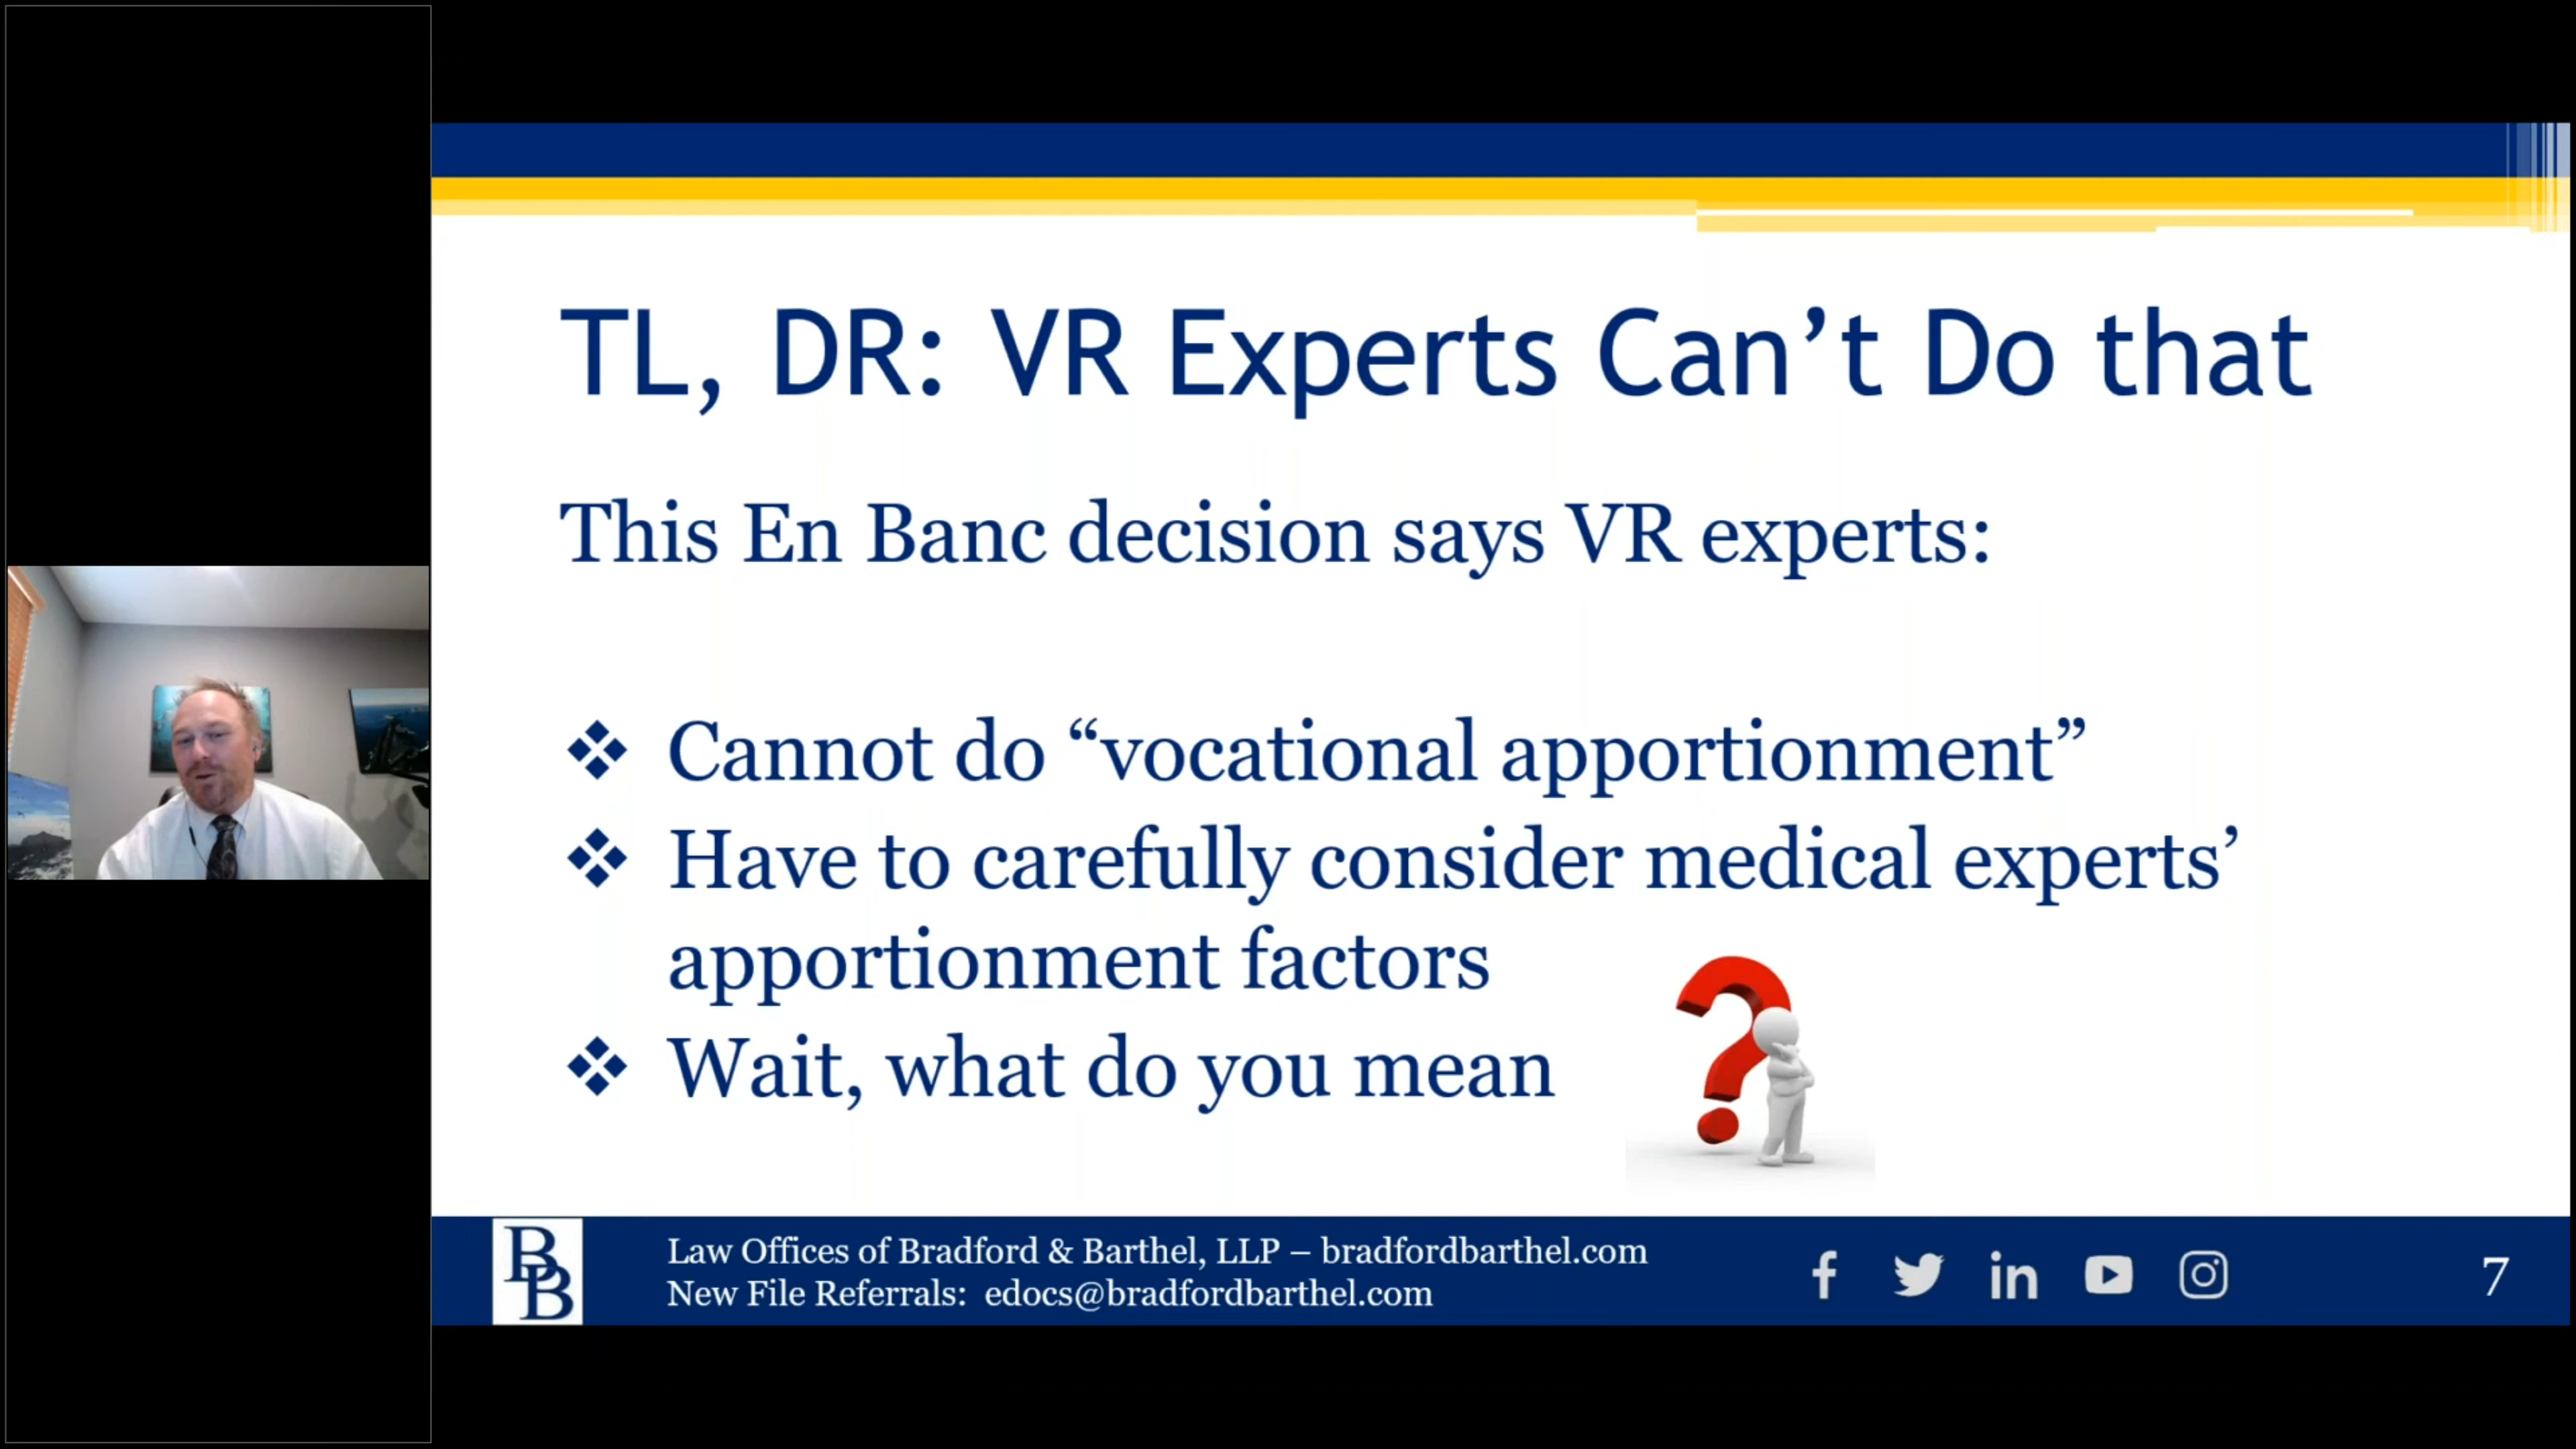 TL, DR: VR Experts Can’t Do that
This En Banc decision says VR experts:
❖ Cannot do “vocational apportionment”
❖ Have to carefully consider medical experts’
apportionment factors
❖ Wait, what do you mean
?
BB
Law Offices of Bradford & Barthel, LLP – bradfordbarthel.com
New File Referrals: edocs@bradfordbarthel.com
7